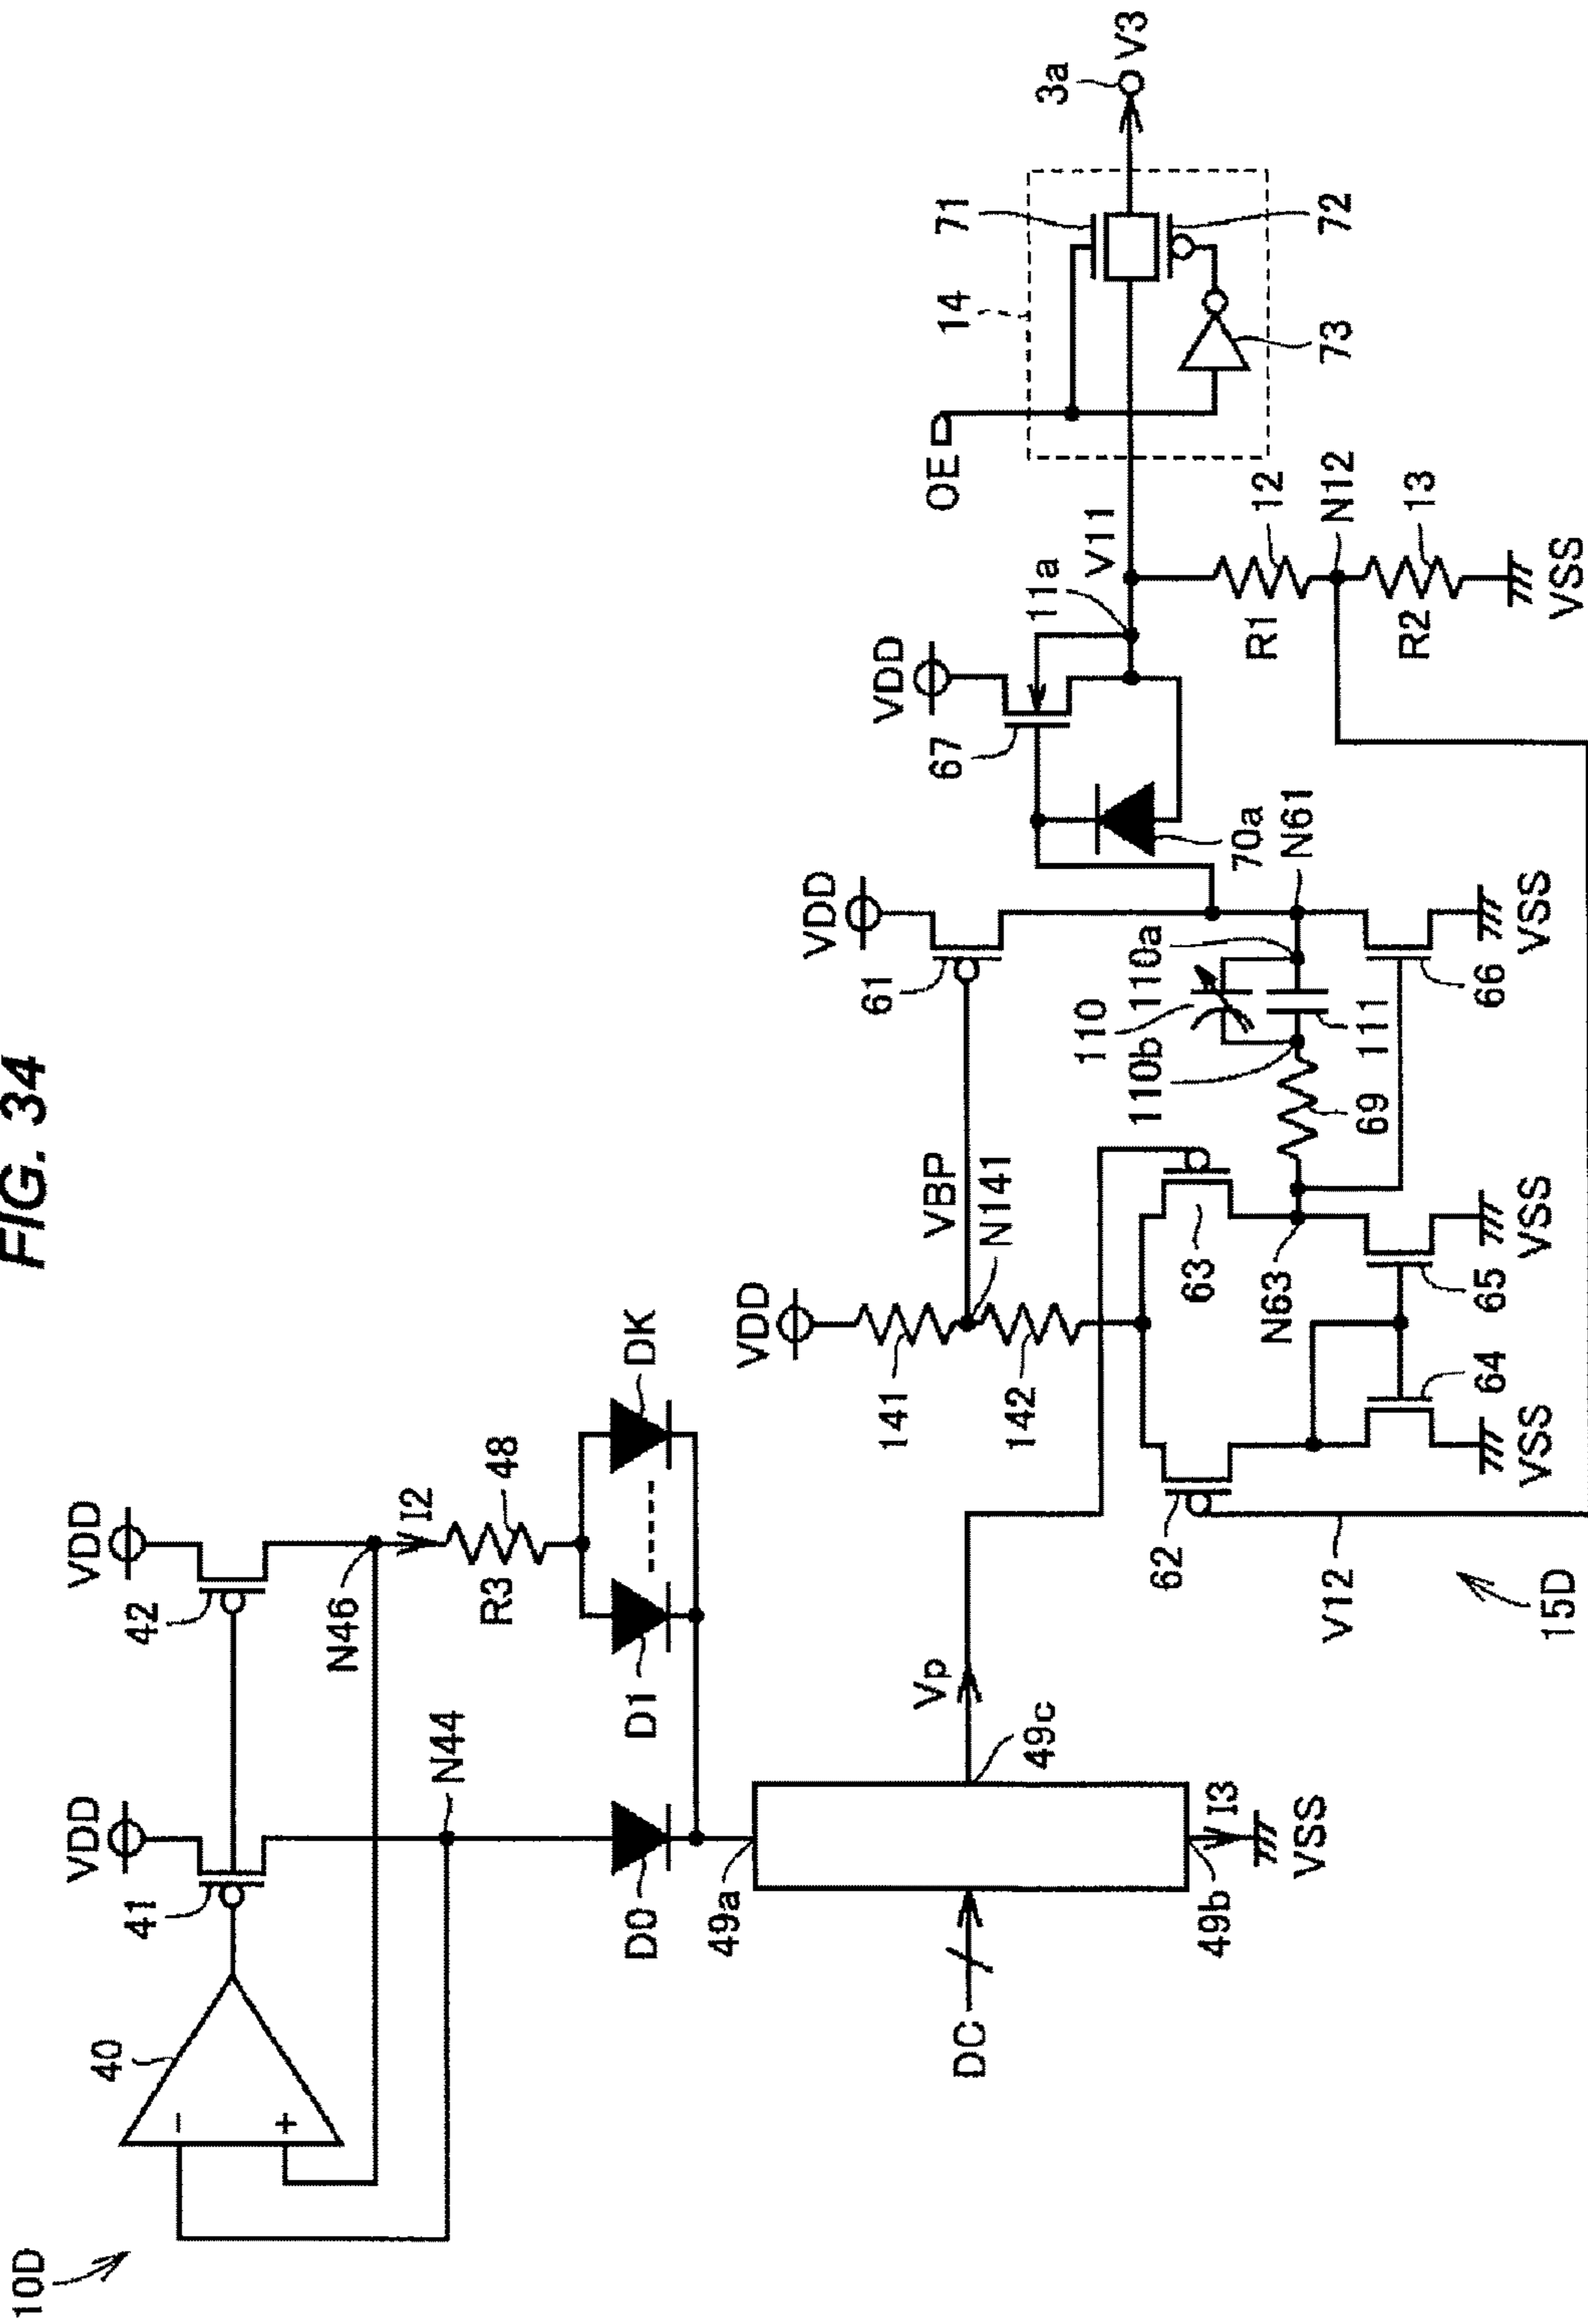 FIG. 34
10D
40
-
+
VDD
41
VDD
42
N46
I2
N44
R3
48
D0
D1
DK
49a
DC
49b
I3
VSS
49c
Vp
VDD
141
142
VBP
N141
62
63
V12
15D
64
VSS
N63
65
VSS
69
110b
110
110a
111
VDD
61
N61
66
VSS
VDD
67
70a
11a
V11
R1
12
N12
R2
13
VSS
OE
14
71
72
73
3a
V3